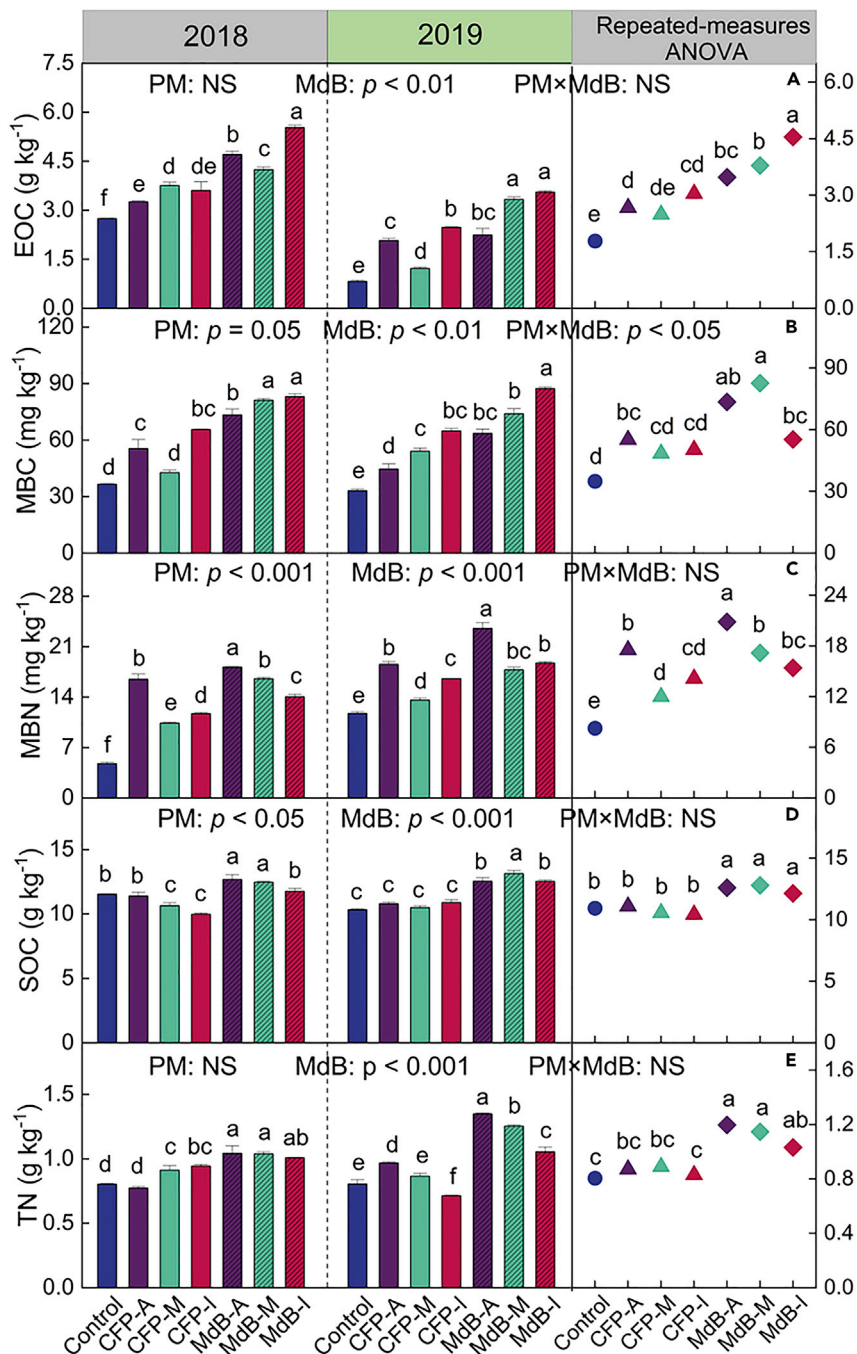 2018 2019 Repeated-measures
ANOVA
PM: NS MdB: p < 0.01 PM×MdB: NS A
EOC (g kg⁻¹)
7.5 6.0 4.5 3.0 1.5 0.0
f e d de b c a
e c d b bc a a
e d de cd bc b a
6.0 4.5 3.0 1.5 0.0
PM: p = 0.05 MdB: p < 0.01 PM×MdB: p < 0.05 B
MBC (mg kg⁻¹)
120 90 60 30 0
d c d bc b a a
e d c bc bc b a
d bc cd cd ab a bc
90 60 30 0
PM: p < 0.001 MdB: p < 0.001 PM×MdB: NS C
MBN (mg kg⁻¹)
28 21 14 7 0
f b e d a b c
e b d c a bc b
e b d cd a b bc
24 18 12 6 0
PM: p < 0.05 MdB: p < 0.001 PM×MdB: NS D
SOC (g kg⁻¹)
15 10 5 0
b b c c a a b
c c c c b a b
b b b b a a a
15 10 5 0
PM: NS MdB: p < 0.001 PM×MdB: NS E
TN (g kg⁻¹)
1.5 1.0 0.5 0.0
d d c bc a a ab
e d e f a b c
c bc bc c a a ab
1.6 1.2 0.8 0.4 0.0
Control CFP-A CFP-M CFP-I MdB-A MdB-M MdB-I
Control CFP-A CFP-M CFP-I MdB-A MdB-M MdB-I
Control CFP-A CFP-M CFP-I MdB-A MdB-M MdB-I